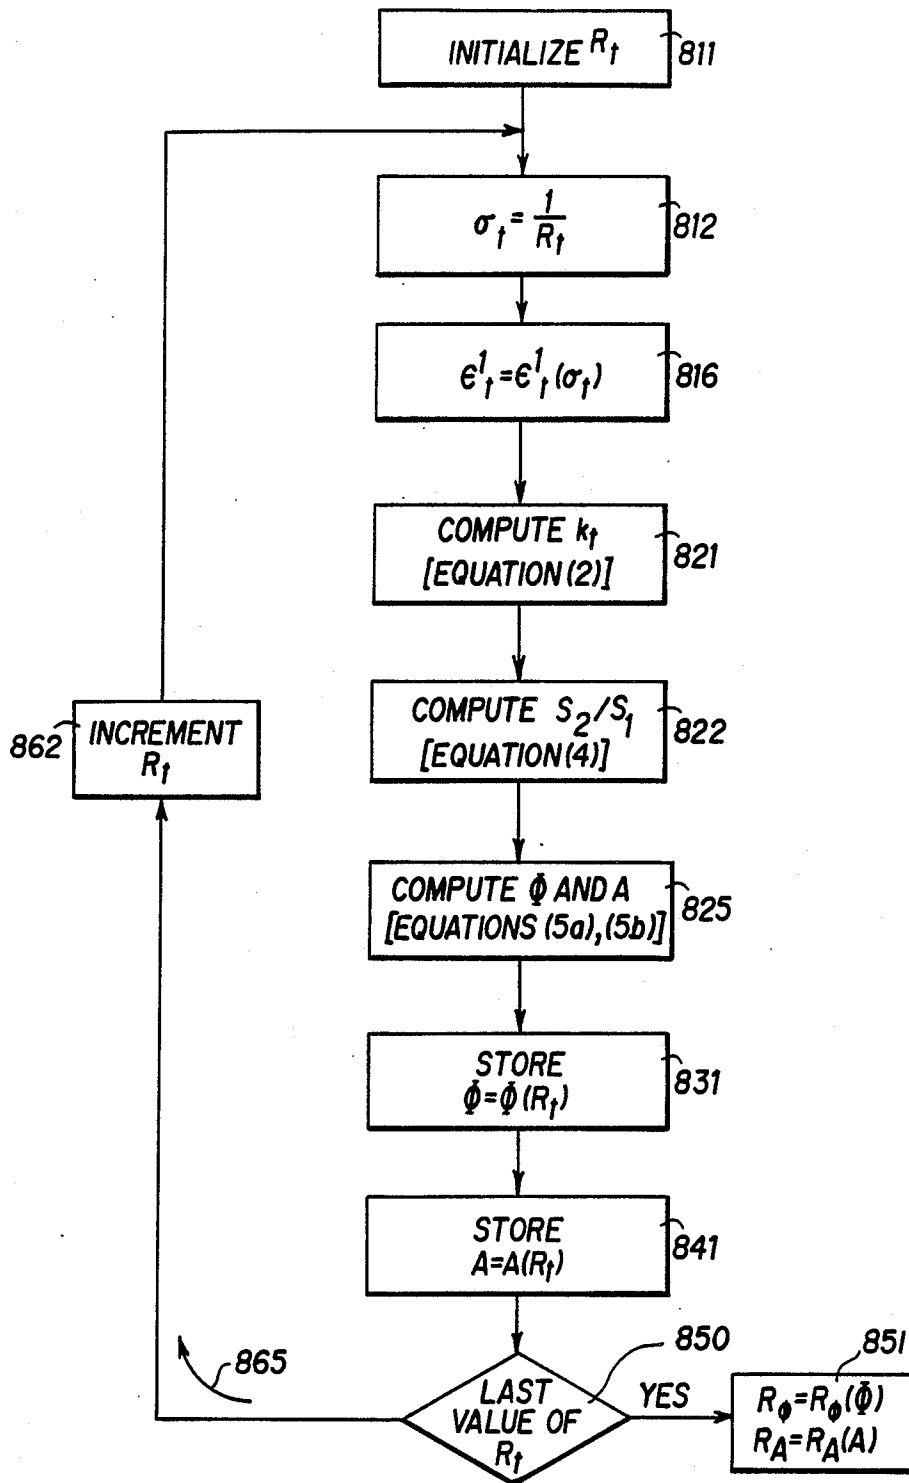 INITIALIZE Rt
811
σt = 1/Rt
812
ϵ¹t=ϵ¹t(σt)
816
COMPUTE kt
[EQUATION (2)]
821
COMPUTE S2/S1
[EQUATION (4)]
822
862
INCREMENT
Rt
COMPUTE Φ AND A
[EQUATIONS (5a),(5b)]
825
STORE
Φ=Φ(Rt)
831
STORE
A=A(Rt)
841
865
850
LAST
VALUE OF
Rt
YES
851
Rϕ=Rϕ(Φ)
RA=RA(A)